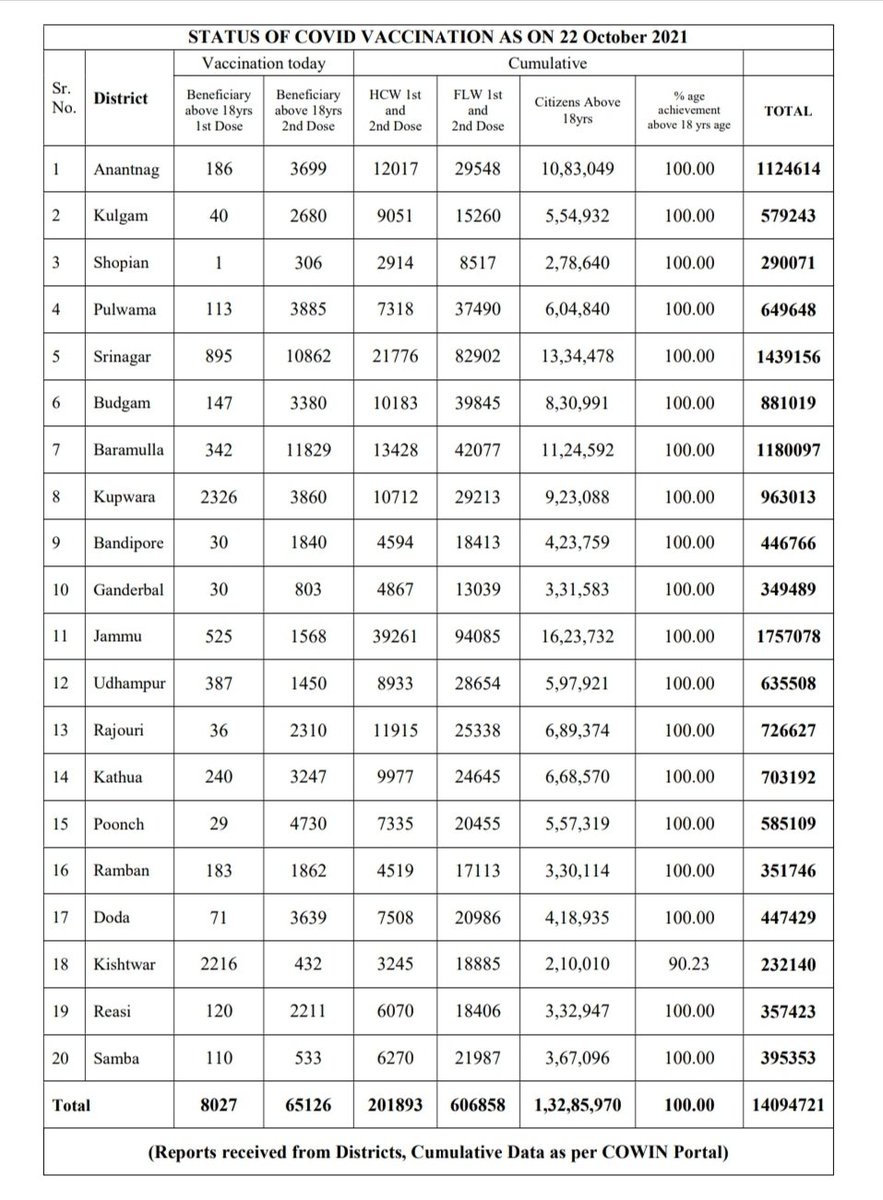 STATUS OF COVID VACCINATION AS ON 22 October 2021
Sr. No. District Vaccination today Cumulative
Beneficiary above 18yrs 1st Dose Beneficiary above 18yrs 2nd Dose HCW 1st and 2nd Dose FLW 1st and 2nd Dose Citizens Above 18yrs % age achievement above 18 yrs age TOTAL
1 Anantnag 186 3699 12017 29548 10,83,049 100.00 1124614
2 Kulgam 40 2680 9051 15260 5,54,932 100.00 579243
3 Shopian 1 306 2914 8517 2,78,640 100.00 290071
4 Pulwama 113 3885 7318 37490 6,04,840 100.00 649648
5 Srinagar 895 10862 21776 82902 13,34,478 100.00 1439156
6 Budgam 147 3380 10183 39845 8,30,991 100.00 881019
7 Baramulla 342 11829 13428 42077 11,24,592 100.00 1180097
8 Kupwara 2326 3860 10712 29213 9,23,088 100.00 963013
9 Bandipore 30 1840 4594 18413 4,23,759 100.00 446766
10 Ganderbal 30 803 4867 13039 3,31,583 100.00 349489
11 Jammu 525 1568 39261 94085 16,23,732 100.00 1757078
12 Udhampur 387 1450 8933 28654 5,97,921 100.00 635508
13 Rajouri 36 2310 11915 25338 6,89,374 100.00 726627
14 Kathua 240 3247 9977 24645 6,68,570 100.00 703192
15 Poonch 29 4730 7335 20455 5,57,319 100.00 585109
16 Ramban 183 1862 4519 17113 3,30,114 100.00 351746
17 Doda 71 3639 7508 20986 4,18,935 100.00 447429
18 Kishtwar 2216 432 3245 18885 2,10,010 90.23 232140
19 Reasi 120 2211 6070 18406 3,32,947 100.00 357423
20 Samba 110 533 6270 21987 3,67,096 100.00 395353
Total 8027 65126 201893 606858 1,32,85,970 100.00 14094721
(Reports received from Districts, Cumulative Data as per COWIN Portal)